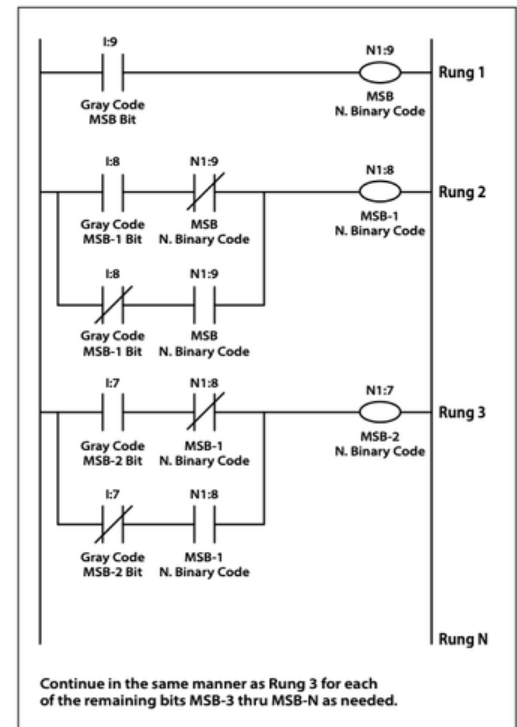 I:9
N1:9
Rung 1
Gray Code
MSB Bit
MSB
N. Binary Code
I:8
N1:9
N1:8
Rung 2
Gray Code
MSB-1 Bit
MSB
N. Binary Code
MSB-1
N. Binary Code
I:8
N1:9
Gray Code
MSB-1 Bit
MSB
N. Binary Code
I:7
N1:8
N1:7
Rung 3
Gray Code
MSB-2 Bit
MSB-1
N. Binary Code
MSB-2
N. Binary Code
I:7
N1:8
Gray Code
MSB-2 Bit
MSB-1
N. Binary Code
Rung N
Continue in the same manner as Rung 3 for each
of the remaining bits MSB-3 thru MSB-N as needed.